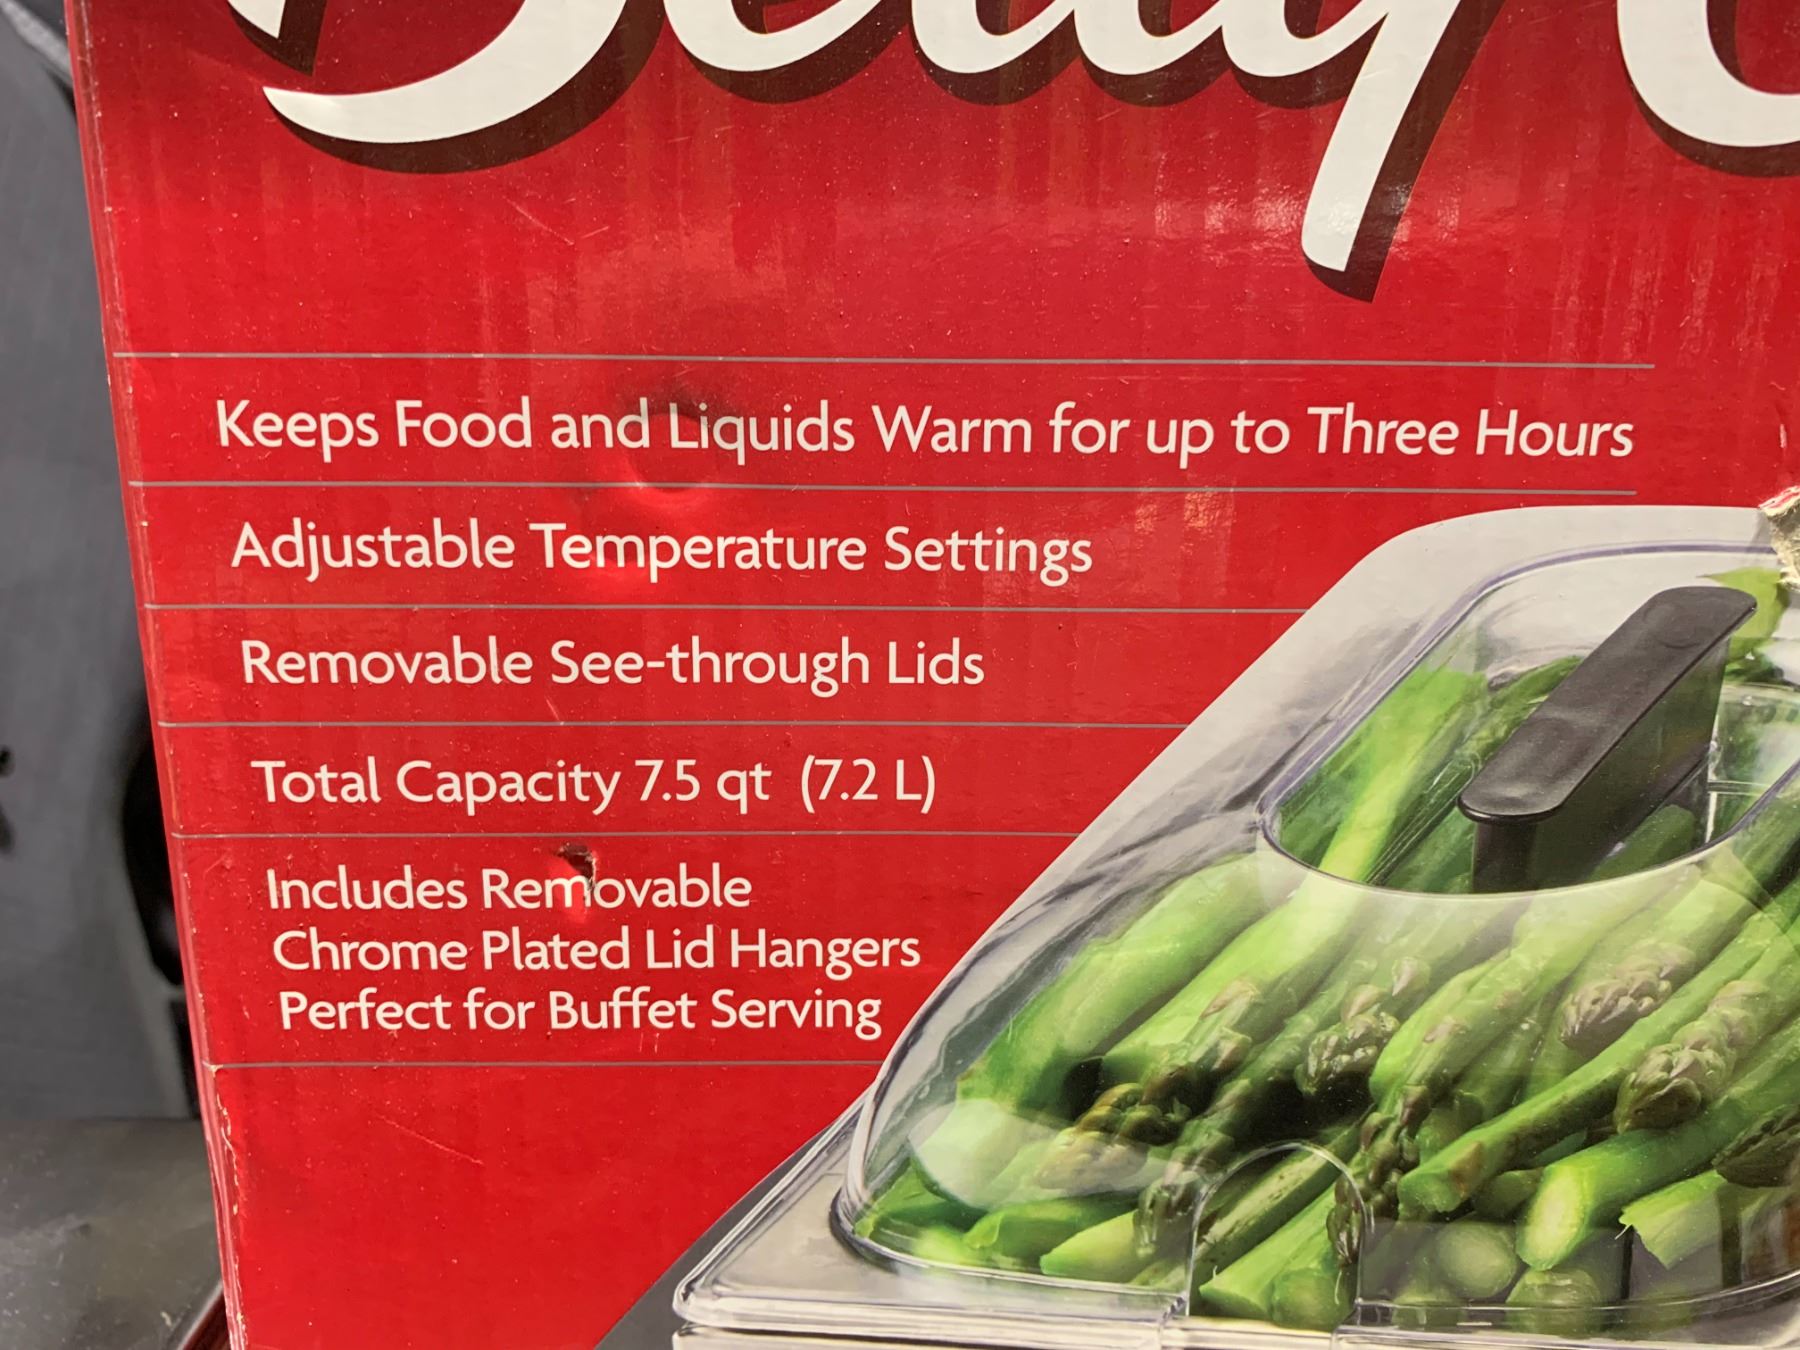 Keeps Food and Liquids Warm for up to Three Hours
Adjustable Temperature Settings
Removable See-through Lids
Total Capacity 7.5 qt (7.2 L)
Includes Removable
Chrome Plated Lid Hangers
Perfect for Buffet Serving